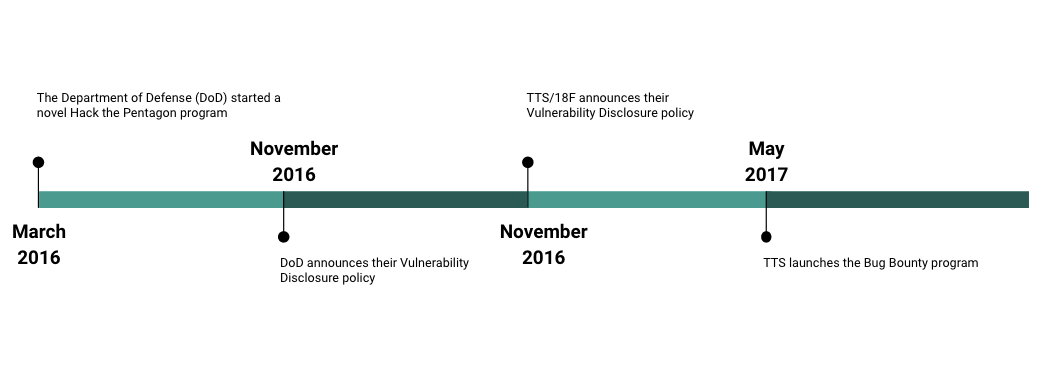 The Department of Defense (DoD) started a
novel Hack the Pentagon program
March
2016
November
2016
DoD announces their Vulnerability
Disclosure policy
TTS/18F announces their
Vulnerability Disclosure policy
November
2016
May
2017
TTS launches the Bug Bounty program